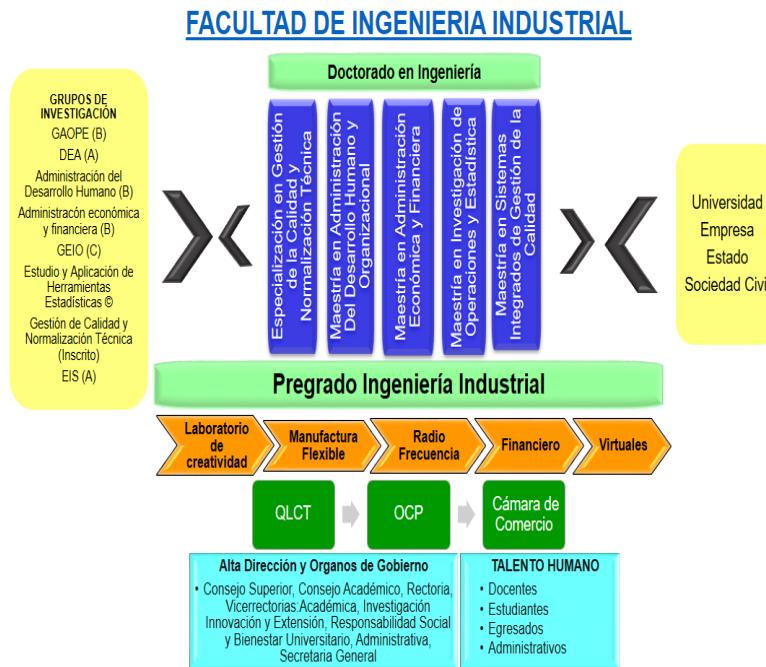 FACULTAD DE INGENIERIA INDUSTRIAL
Doctorado en Ingeniería
GRUPOS DE
INVESTIGACIÓN
GAOPE (B)
DEA (A)
Administración del
Desarrollo Humano (B)
Administracón económica
y financiera (B)
GEIO (C)
Estudio y Aplicación de
Herramientas
Estadísticas ©
Gestión de Calidad y
Normalización Técnica
(Inscrito)
EIS (A)
Especialización en Gestión
de la Calidad y
Normalización Técnica
Maestría en Administración
Del Desarrollo Humano y
Organizacional
Maestría en Administración
Económica y Financiera
Maestría en Investigación de
Operaciones y Estadística
Maestría en Sistemas
Integrados de Gestión de la
Calidad
Universidad
Empresa
Estado
Sociedad Civi
Pregrado Ingeniería Industrial
Laboratorio
de
creatividad
Manufactura
Flexible
Radio
Frecuencia
Financiero
Virtuales
QLCT
OCP
Cámara de
Comercio
Alta Dirección y Organos de Gobierno
• Consejo Superior, Consejo Académico, Rectoria,
Vicerrectorias:Académica, Investigación
Innovación y Extensión, Responsabilidad Social
y Bienestar Universitario, Administrativa,
Secretaria General
TALENTO HUMANO
• Docentes
• Estudiantes
• Egresados
• Administrativos